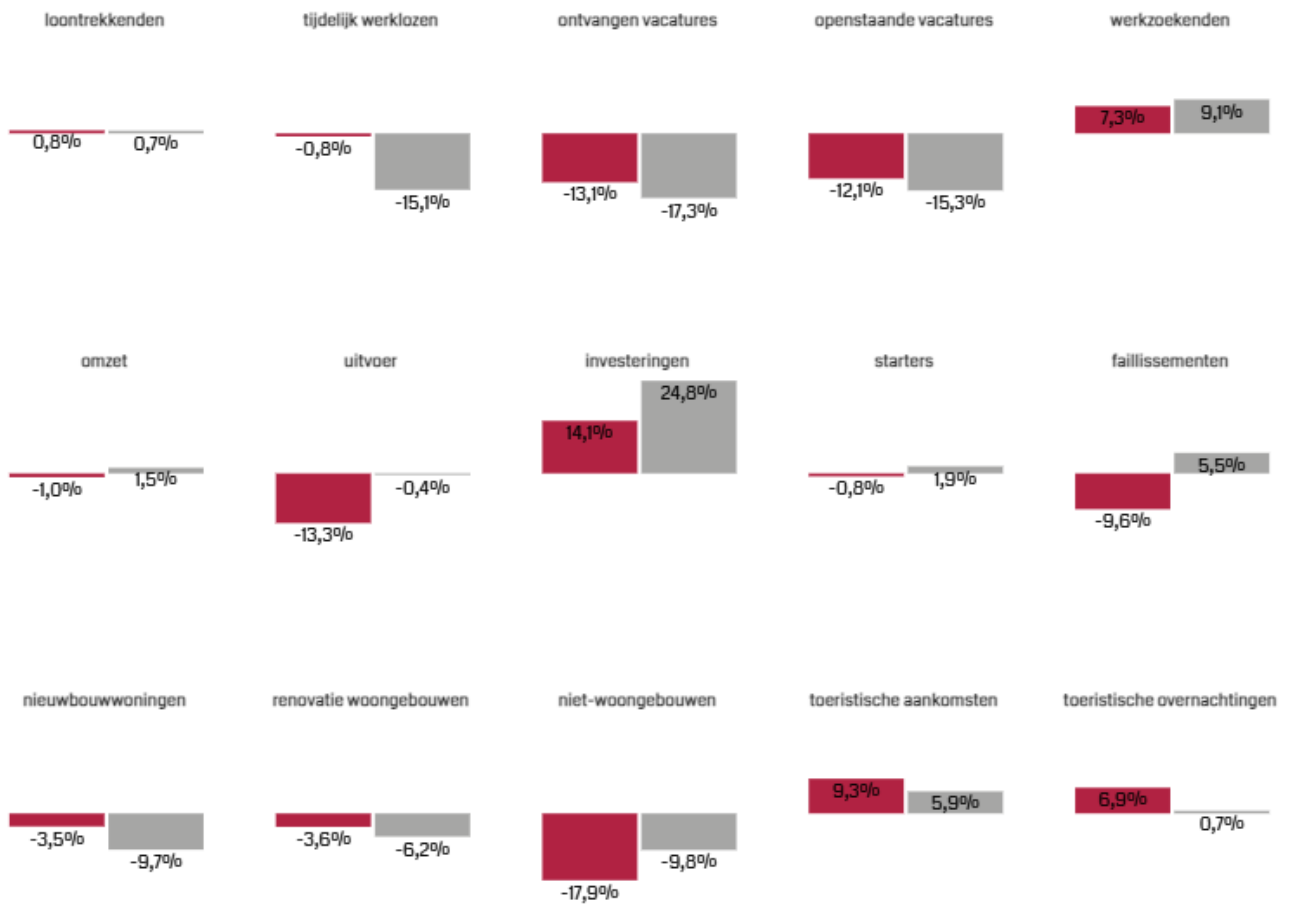 loontrekkenden
tijdelijk werklozen
ontvangen vacatures
openstaande vacatures
werkzoekenden
0,8%
0,7%
-0,8%
-15,1%
-13,1%
-17,3%
-12,1%
-15,3%
7,3%
9,1%
omzet
uitvoer
investeringen
starters
faillissementen
-1,0%
1,5%
-13,3%
-0,4%
14,1%
24,8%
-0,8%
1,9%
-9,6%
5,5%
nieuwbouwwoningen
renovatie woongebouwen
niet-woongebouwen
toeristische aankomsten
toeristische overnachtingen
-3,5%
-9,7%
-3,6%
-6,2%
-17,9%
-9,8%
9,3%
5,9%
6,9%
0,7%